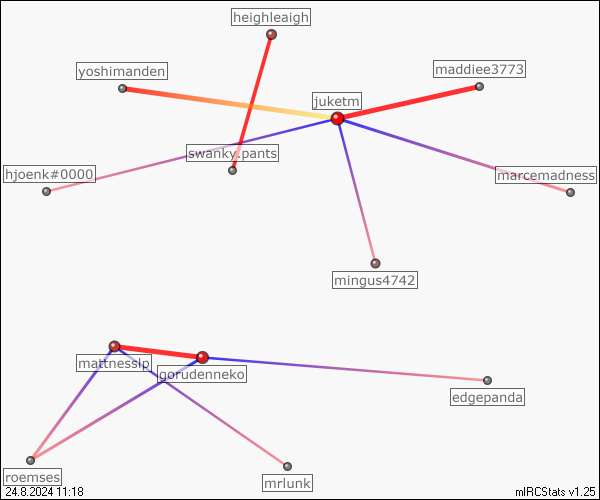 heighleaigh
yoshimanden
maddiee3773
juketm
swanky.pants
hjoenk#0000
marcemadness
mingus4742
mattnesslp
gorudenneko
edgepanda
roemses
mrlunk
24.8.2024 11:18
mIRCStats v1.25